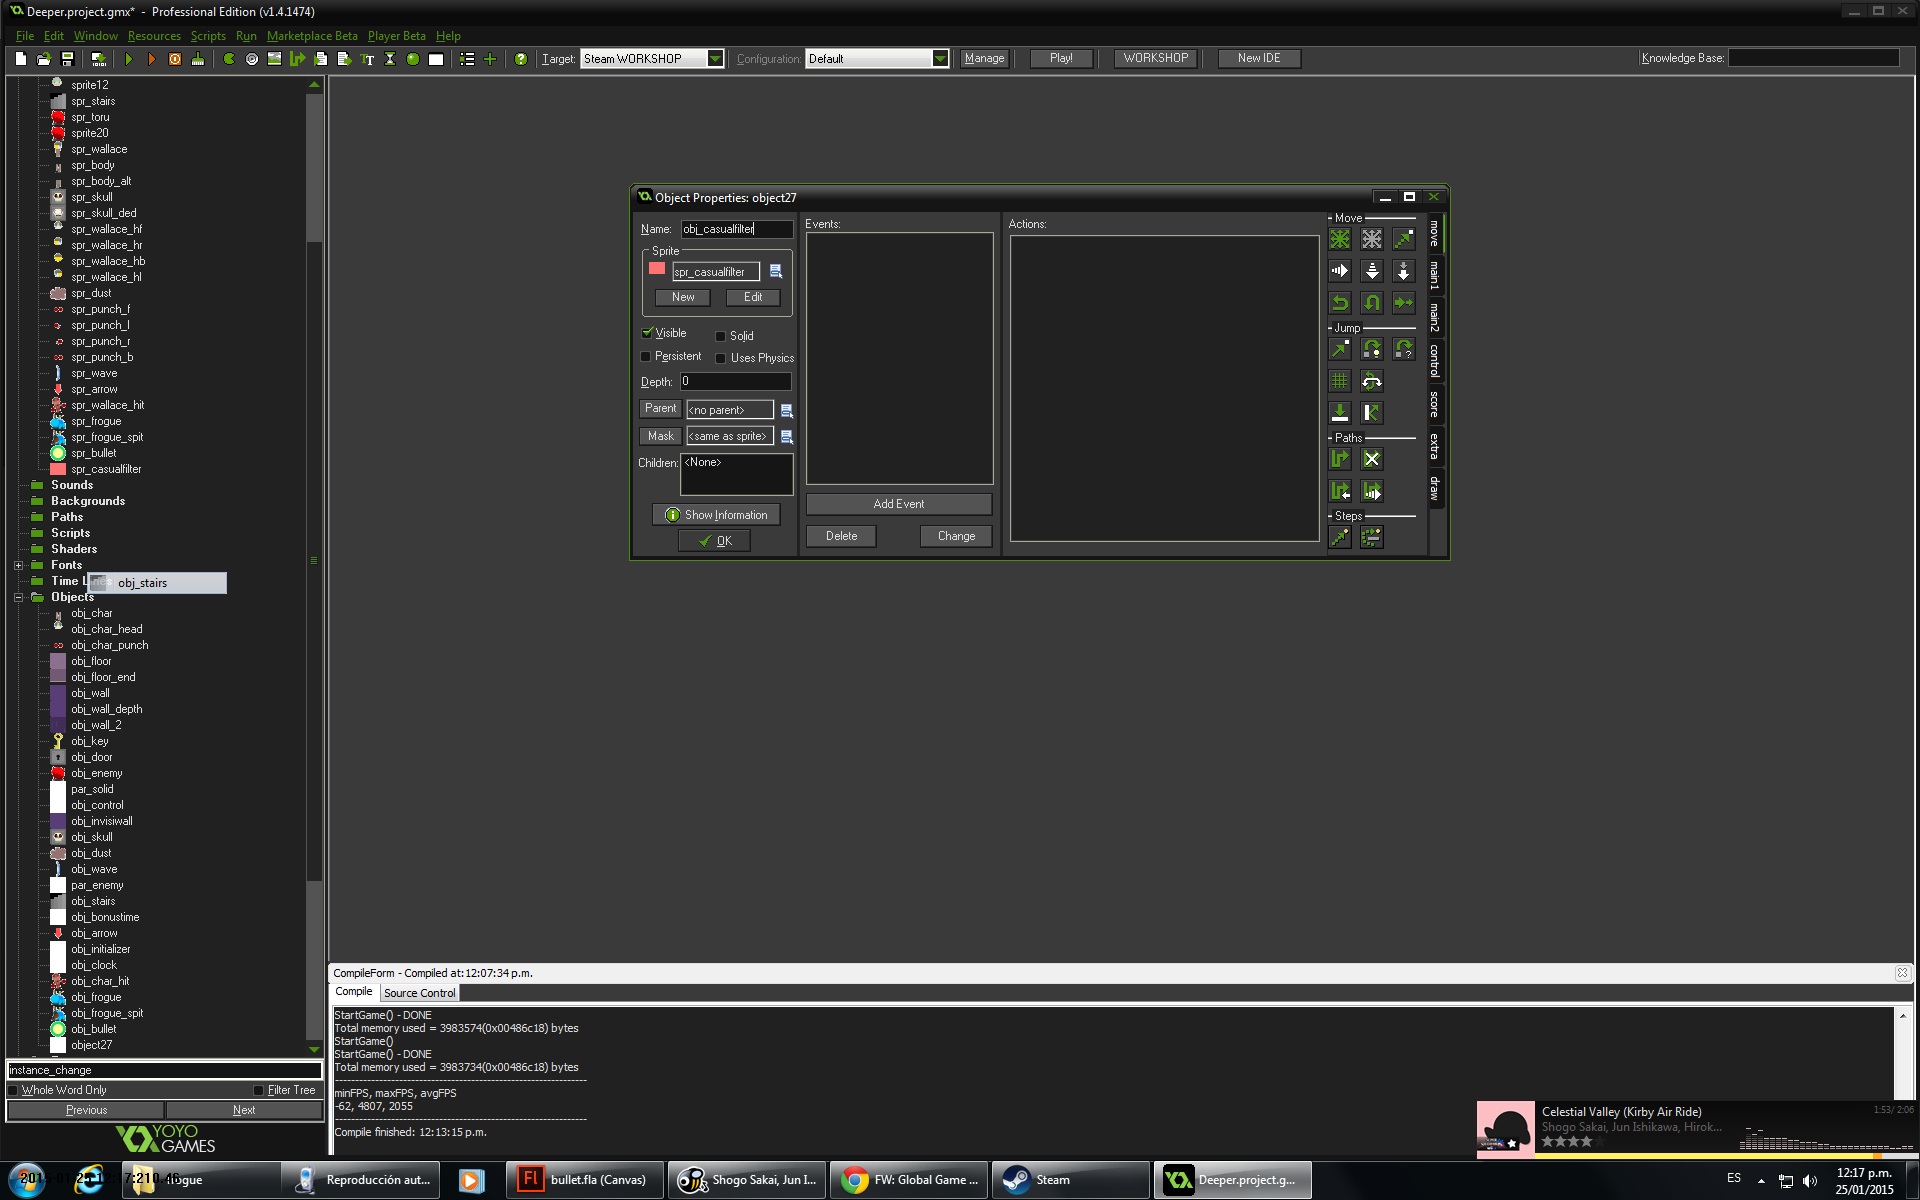 Deeper.project.gmx* - Professional Edition (v1.4.1474)
File Edit Window Resources Scripts Run Marketplace Beta Player Beta Help
Target: Steam WORKSHOP Configuration: Default Manage Play! WORKSHOP New IDE Knowledge Base:
sprite12
spr_stairs
spr_toru
sprite20
spr_wallace
spr_body
spr_body_alt
spr_skull
spr_skull_ded
spr_wallace_hf
spr_wallace_hr
spr_wallace_hb
spr_wallace_hl
spr_dust
spr_punch_f
spr_punch_l
spr_punch_r
spr_punch_b
spr_wave
spr_arrow
spr_wallace_hit
spr_frogue
spr_frogue_spit
spr_bullet
spr_casualfilter
Sounds
Backgrounds
Paths
Scripts
Shaders
Fonts
Time
obj_stairs
Objects
obj_char
obj_char_head
obj_char_punch
obj_floor
obj_floor_end
obj_wall
obj_wall_depth
obj_wall_2
obj_key
obj_door
obj_enemy
par_solid
obj_control
obj_invisiwall
obj_skull
obj_dust
obj_wave
par_enemy
obj_stairs
obj_bonustime
obj_arrow
obj_initializer
obj_clock
obj_char_hit
obj_frogue
obj_frogue_spit
obj_bullet
object27
instance_change
Whole Word Only Filter Tree
Previous Next
YOYO
GAMES
Object Properties: object27
Name: obj_casualfilter
Sprite
spr_casualfilter
New Edit
Visible Solid
Persistent Uses Physics
Depth: 0
Parent <no parent>
Mask <same as sprite>
Children: <None>
Show Information
OK
Events:
Add Event
Delete Change
Actions:
Move
Jump
Paths
Steps
move
main1
main2
control
score
extra
draw
CompileForm - Compiled at: 12:07:34 p.m.
Compile Source Control
StartGame() - DONE
Total memory used = 3983574(0x00486c18) bytes
StartGame()
StartGame() - DONE
Total memory used = 3983734(0x00486c18) bytes
minFPS, maxFPS, avgFPS
-62, 4807, 2055
Compile finished: 12:13:15 p.m.
Celestial Valley (Kirby Air Ride) 1:53/ 2:06
Shogo Sakai, Jun Ishikawa, Hirok...
Reproducción aut...
bullet.fla (Canvas)
Shogo Sakai, Jun I...
FW: Global Game ...
Steam
Deeper.project.g...
ES
12:17 p.m.
25/01/2015